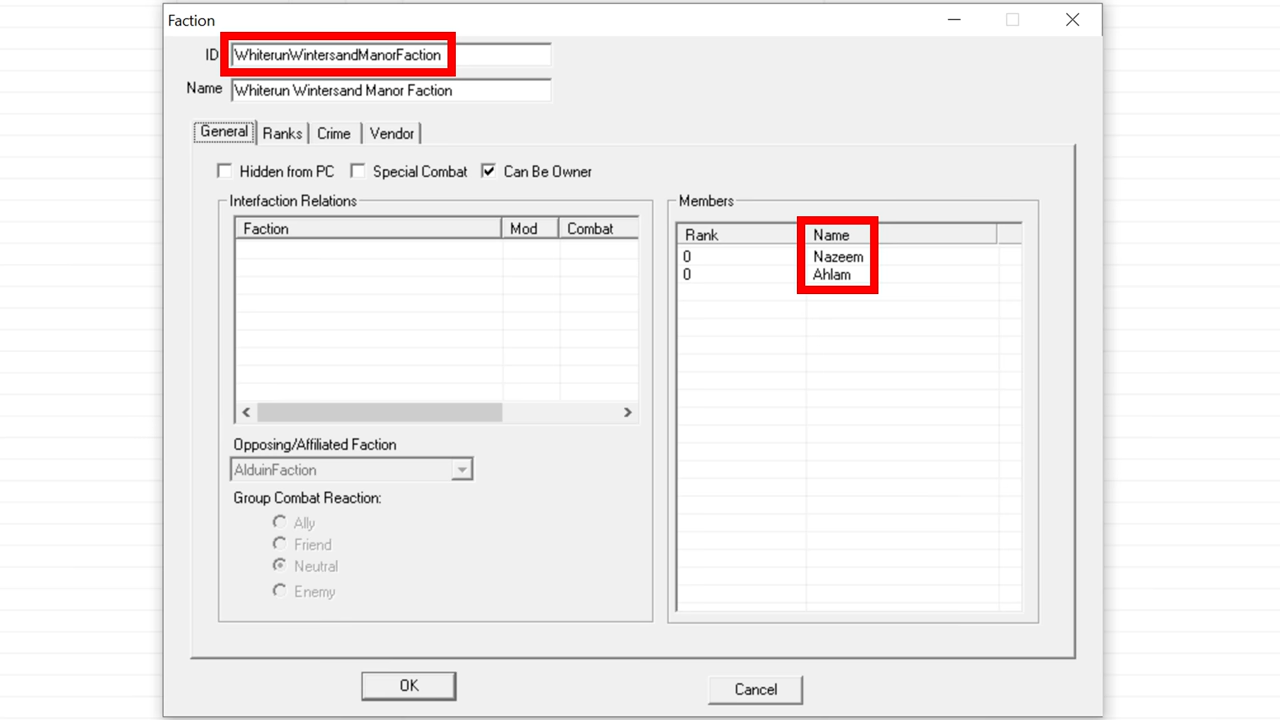 Faction
ID WhiterunWintersandManorFaction
Name Whiterun Wintersand Manor Faction
General Ranks Crime Vendor
Hidden from PC Special Combat Can Be Owner
Interfaction Relations
Faction Mod Combat
Opposing/Affiliated Faction
AlduinFaction
Group Combat Reaction:
Ally
Friend
Neutral
Enemy
Members
Rank Name
0 Nazeem
0 Ahlam
OK Cancel